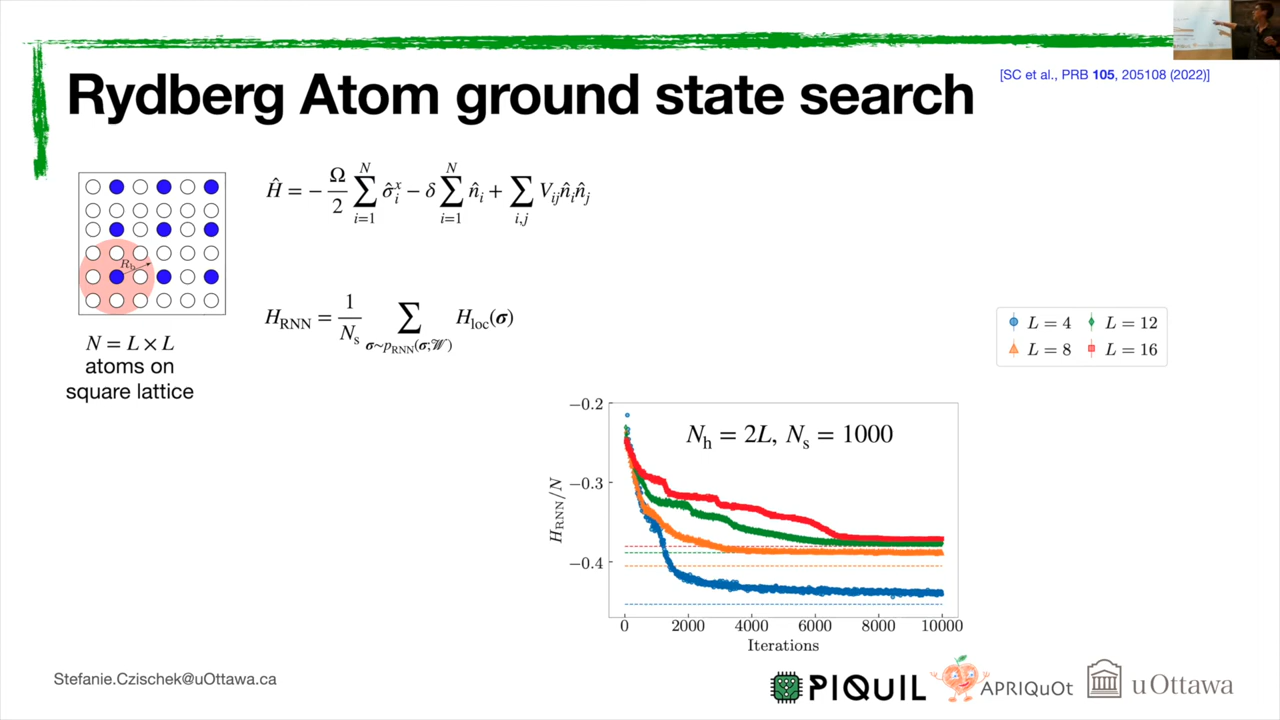 Rydberg Atom ground state search
[SC et al., PRB 105, 205108 (2022)]
Ĥ = − Ω/2 ∑_{i=1}^{N} σ̂_i^x − δ ∑_{i=1}^{N} n̂_i + ∑_{i,j} V_{ij} n̂_i n̂_j
R_b
H_RNN = 1/N_s ∑_{σ∼p_RNN(σ;𝒲)} H_loc(σ)
N = L × L
atoms on
square lattice
L = 4 L = 12
L = 8 L = 16
N_h = 2L, N_s = 1000
H_RNN/N
−0.2
−0.3
−0.4
0 2000 4000 6000 8000 10000
Iterations
Stefanie.Czischek@uOttawa.ca
PIQUIL
APRIQuOt
uOttawa